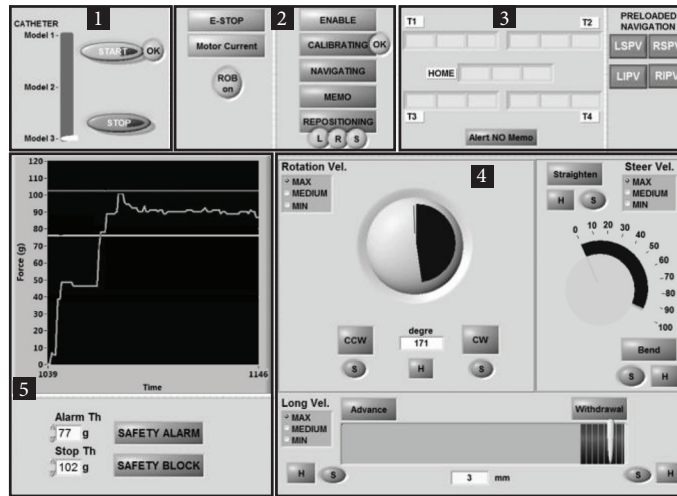 1
CATHETER
Model 1
Model 2
Model 3
START
OK
STOP
2
E-STOP
Motor Current
ROB
on
ENABLE
CALIBRATING
OK
NAVIGATING
MEMO
REPOSITIONING
L R S
3
T1
T2
HOME
T3
T4
Alert NO Memo
PRELOADED
NAVIGATION
LSPV RSPV
LIPV RIPV
120
110
100
90
80
70
60
50
40
30
20
10
0
Force (g)
1039
1146
Time
5
Alarm Th
77 g
SAFETY ALARM
Stop Th
102 g
SAFETY BLOCK
4
Rotation Vel.
MAX
MEDIUM
MIN
degre
CCW
171
CW
S
H
S
Straighten
H
S
Steer Vel.
MAX
MEDIUM
MIN
0 10 20 30 40 50 60 70 80 90 100
Bend
S
H
Long Vel.
MAX
MEDIUM
MIN
Advance
Withdrawal
H
S
3 mm
S
H